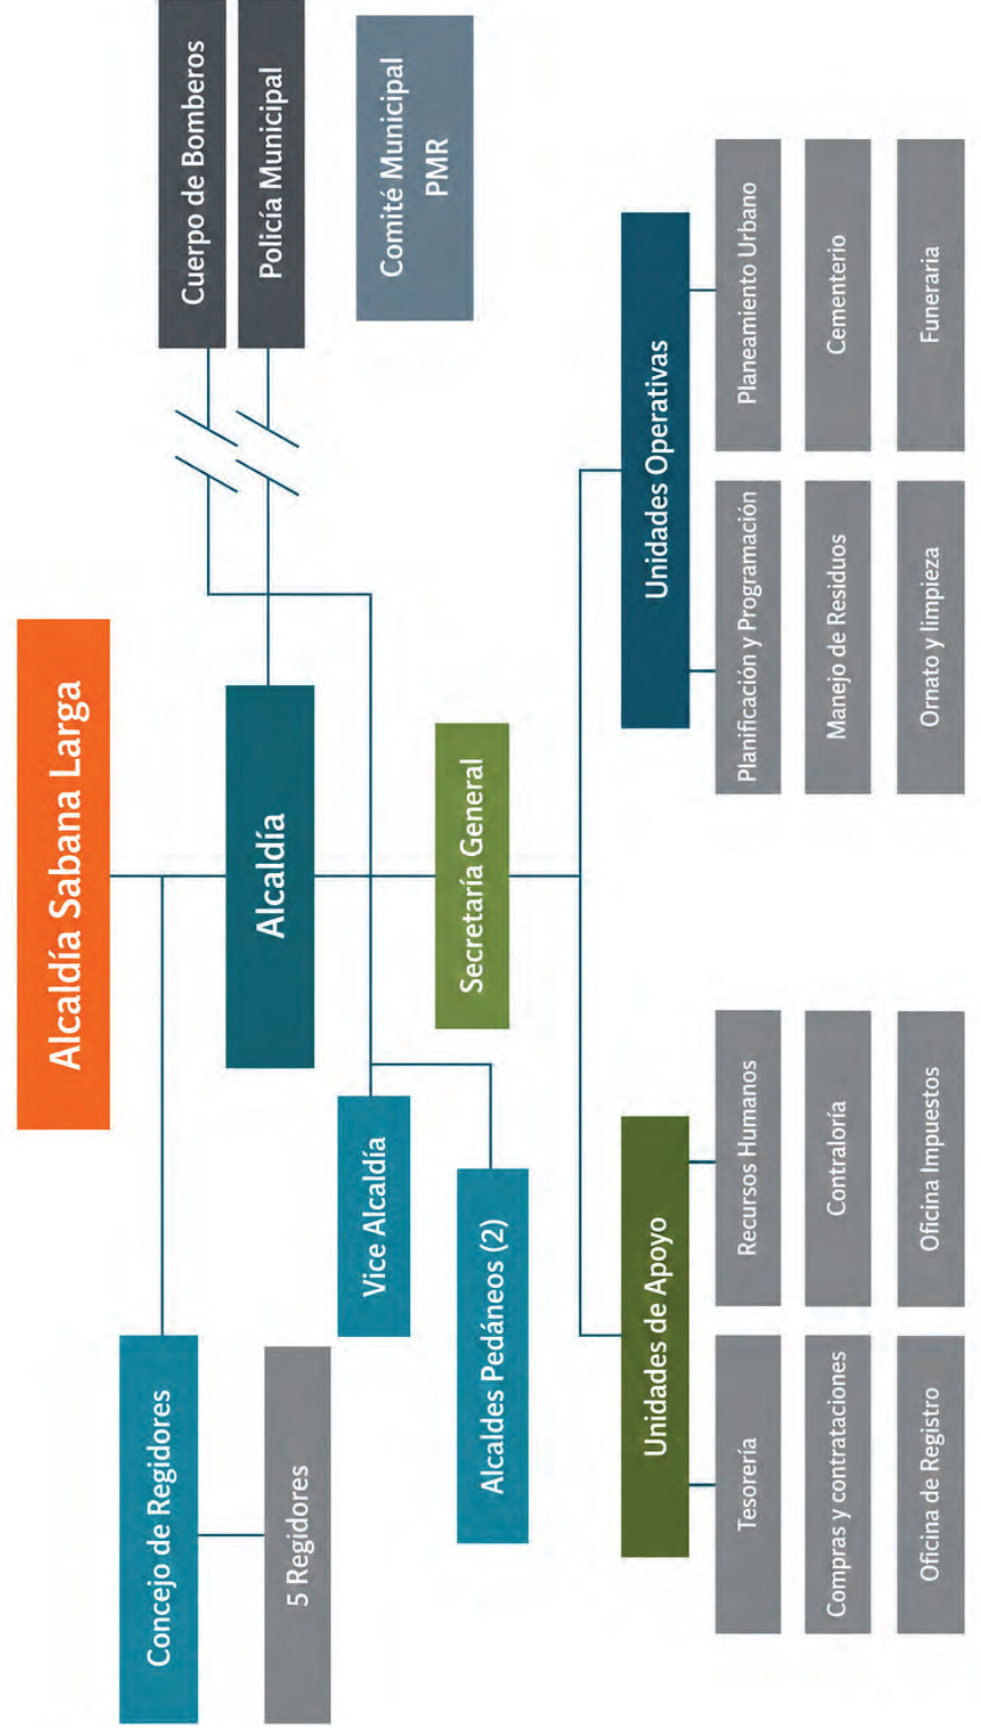 Alcaldía Sabana Larga
Concejo de Regidores
5 Regidores
Alcaldía
Cuerpo de Bomberos
Policía Municipal
Comité Municipal
PMR
Vice Alcaldía
Alcaldes Pedáneos (2)
Secretaría General
Unidades de Apoyo
Tesorería
Recursos Humanos
Compras y contrataciones
Contraloría
Oficina de Registro
Oficina Impuestos
Unidades Operativas
Planificación y Programación
Planeamiento Urbano
Manejo de Residuos
Cementerio
Ornato y limpieza
Funeraria